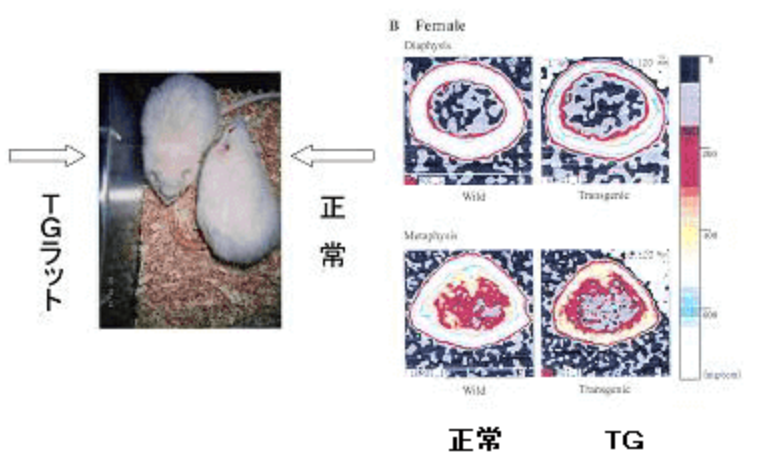 TGラット
正常
B Female
Diaphysis
Wild
Transgenic
Metaphysis
Wild
Transgenic
正常
TG